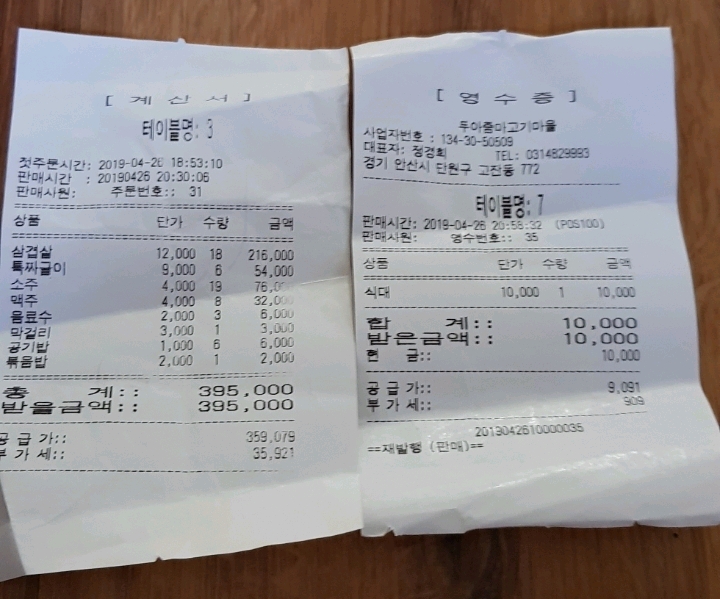 [ 계 산 서 ]
테이블명: 3
첫주문시간: 2019-04-26 18:53:10
판매시간 : 20190426 20:30:06
판매사원: 주문번호:: 31
상품 단가 수량 금액
삼겹살 12,000 18 216,000
특짜글이 9,000 6 54,000
소주 4,000 19 76,000
맥주 4,000 8 32,000
음료수 2,000 3 6,000
막걸리 3,000 1 3,000
공기밥 1,000 6 6,000
볶음밥 2,000 1 2,000
총 계:: 395,000
받을금액:: 395,000
공 급 가:: 359,079
부 가 세:: 35,921
[ 영 수 증 ]
두아줌마고기마을
사업자번호 : 134-30-50509
대표자: 정경희 TEL: 0314829993
경기 안산시 단원구 고잔동 772
테이블명: 7
판매시간: 2019-04-26 20:58:32 (POS100)
판매사원: 영수번호:: 35
상품 단가 수량 금액
식대 10,000 1 10,000
합 계:: 10,000
받은금액:: 10,000
현 금:: 10,000
공 급 가:: 9,091
부 가 세:: 909
2019042610000035
==재발행 (판매)==